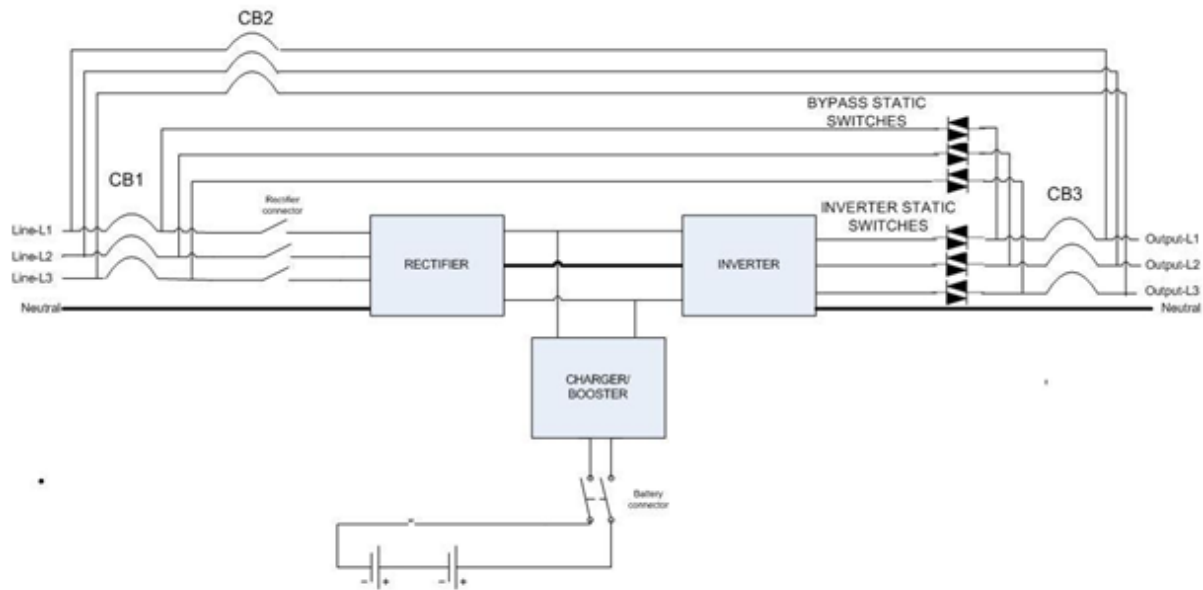 CB2
BYPASS STATIC
SWITCHES
CB1
CB3
Rectifier
connector
INVERTER STATIC
SWITCHES
Line-L1
Output-L1
Line-L2
RECTIFIER
INVERTER
Output-L2
Line-L3
Output-L3
Neutral
Neutral
CHARGER/
BOOSTER
Battery
connector
- +
- +